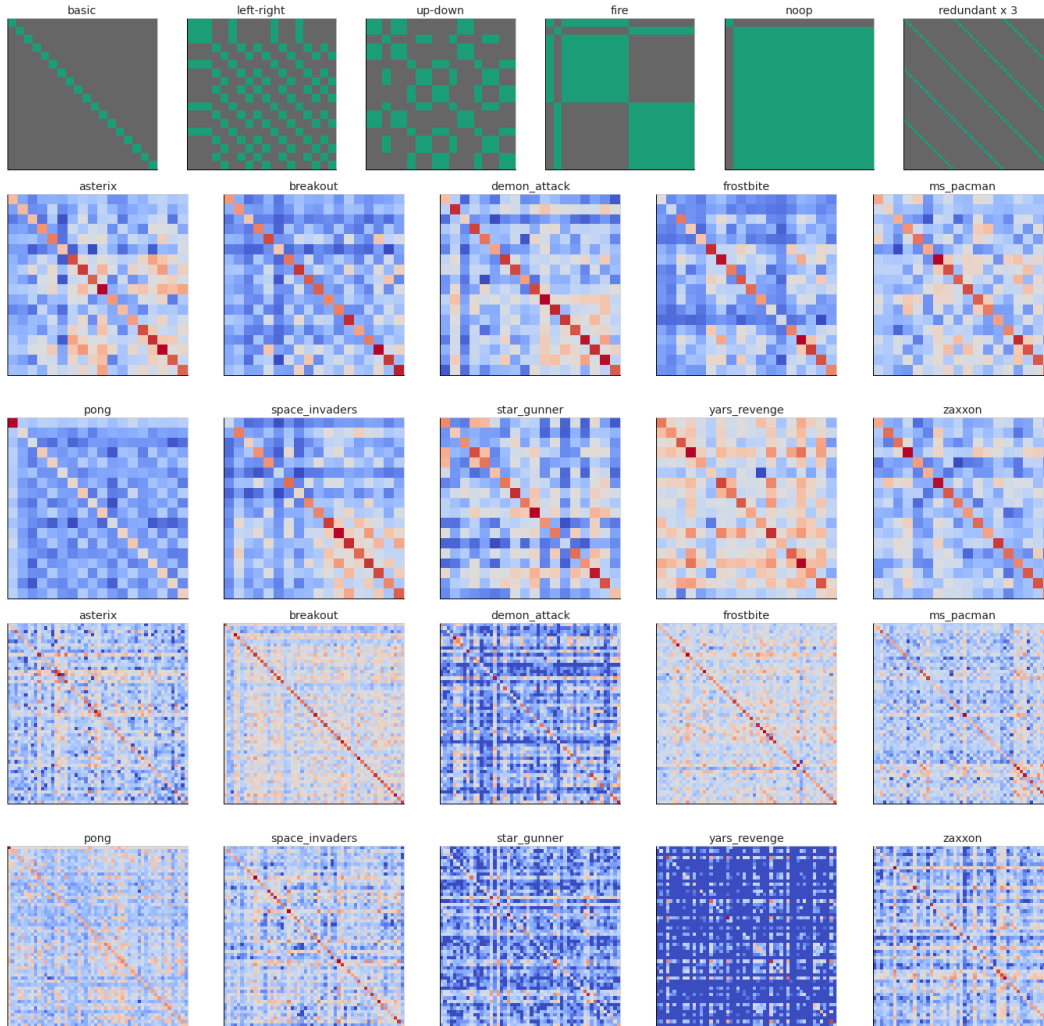 basic left-right up-down fire noop redundant x 3
asterix breakout demon_attack frostbite ms_pacman
pong space_invaders star_gunner yars_revenge zaxxon
asterix breakout demon_attack frostbite ms_pacman
pong space_invaders star_gunner yars_revenge zaxxon